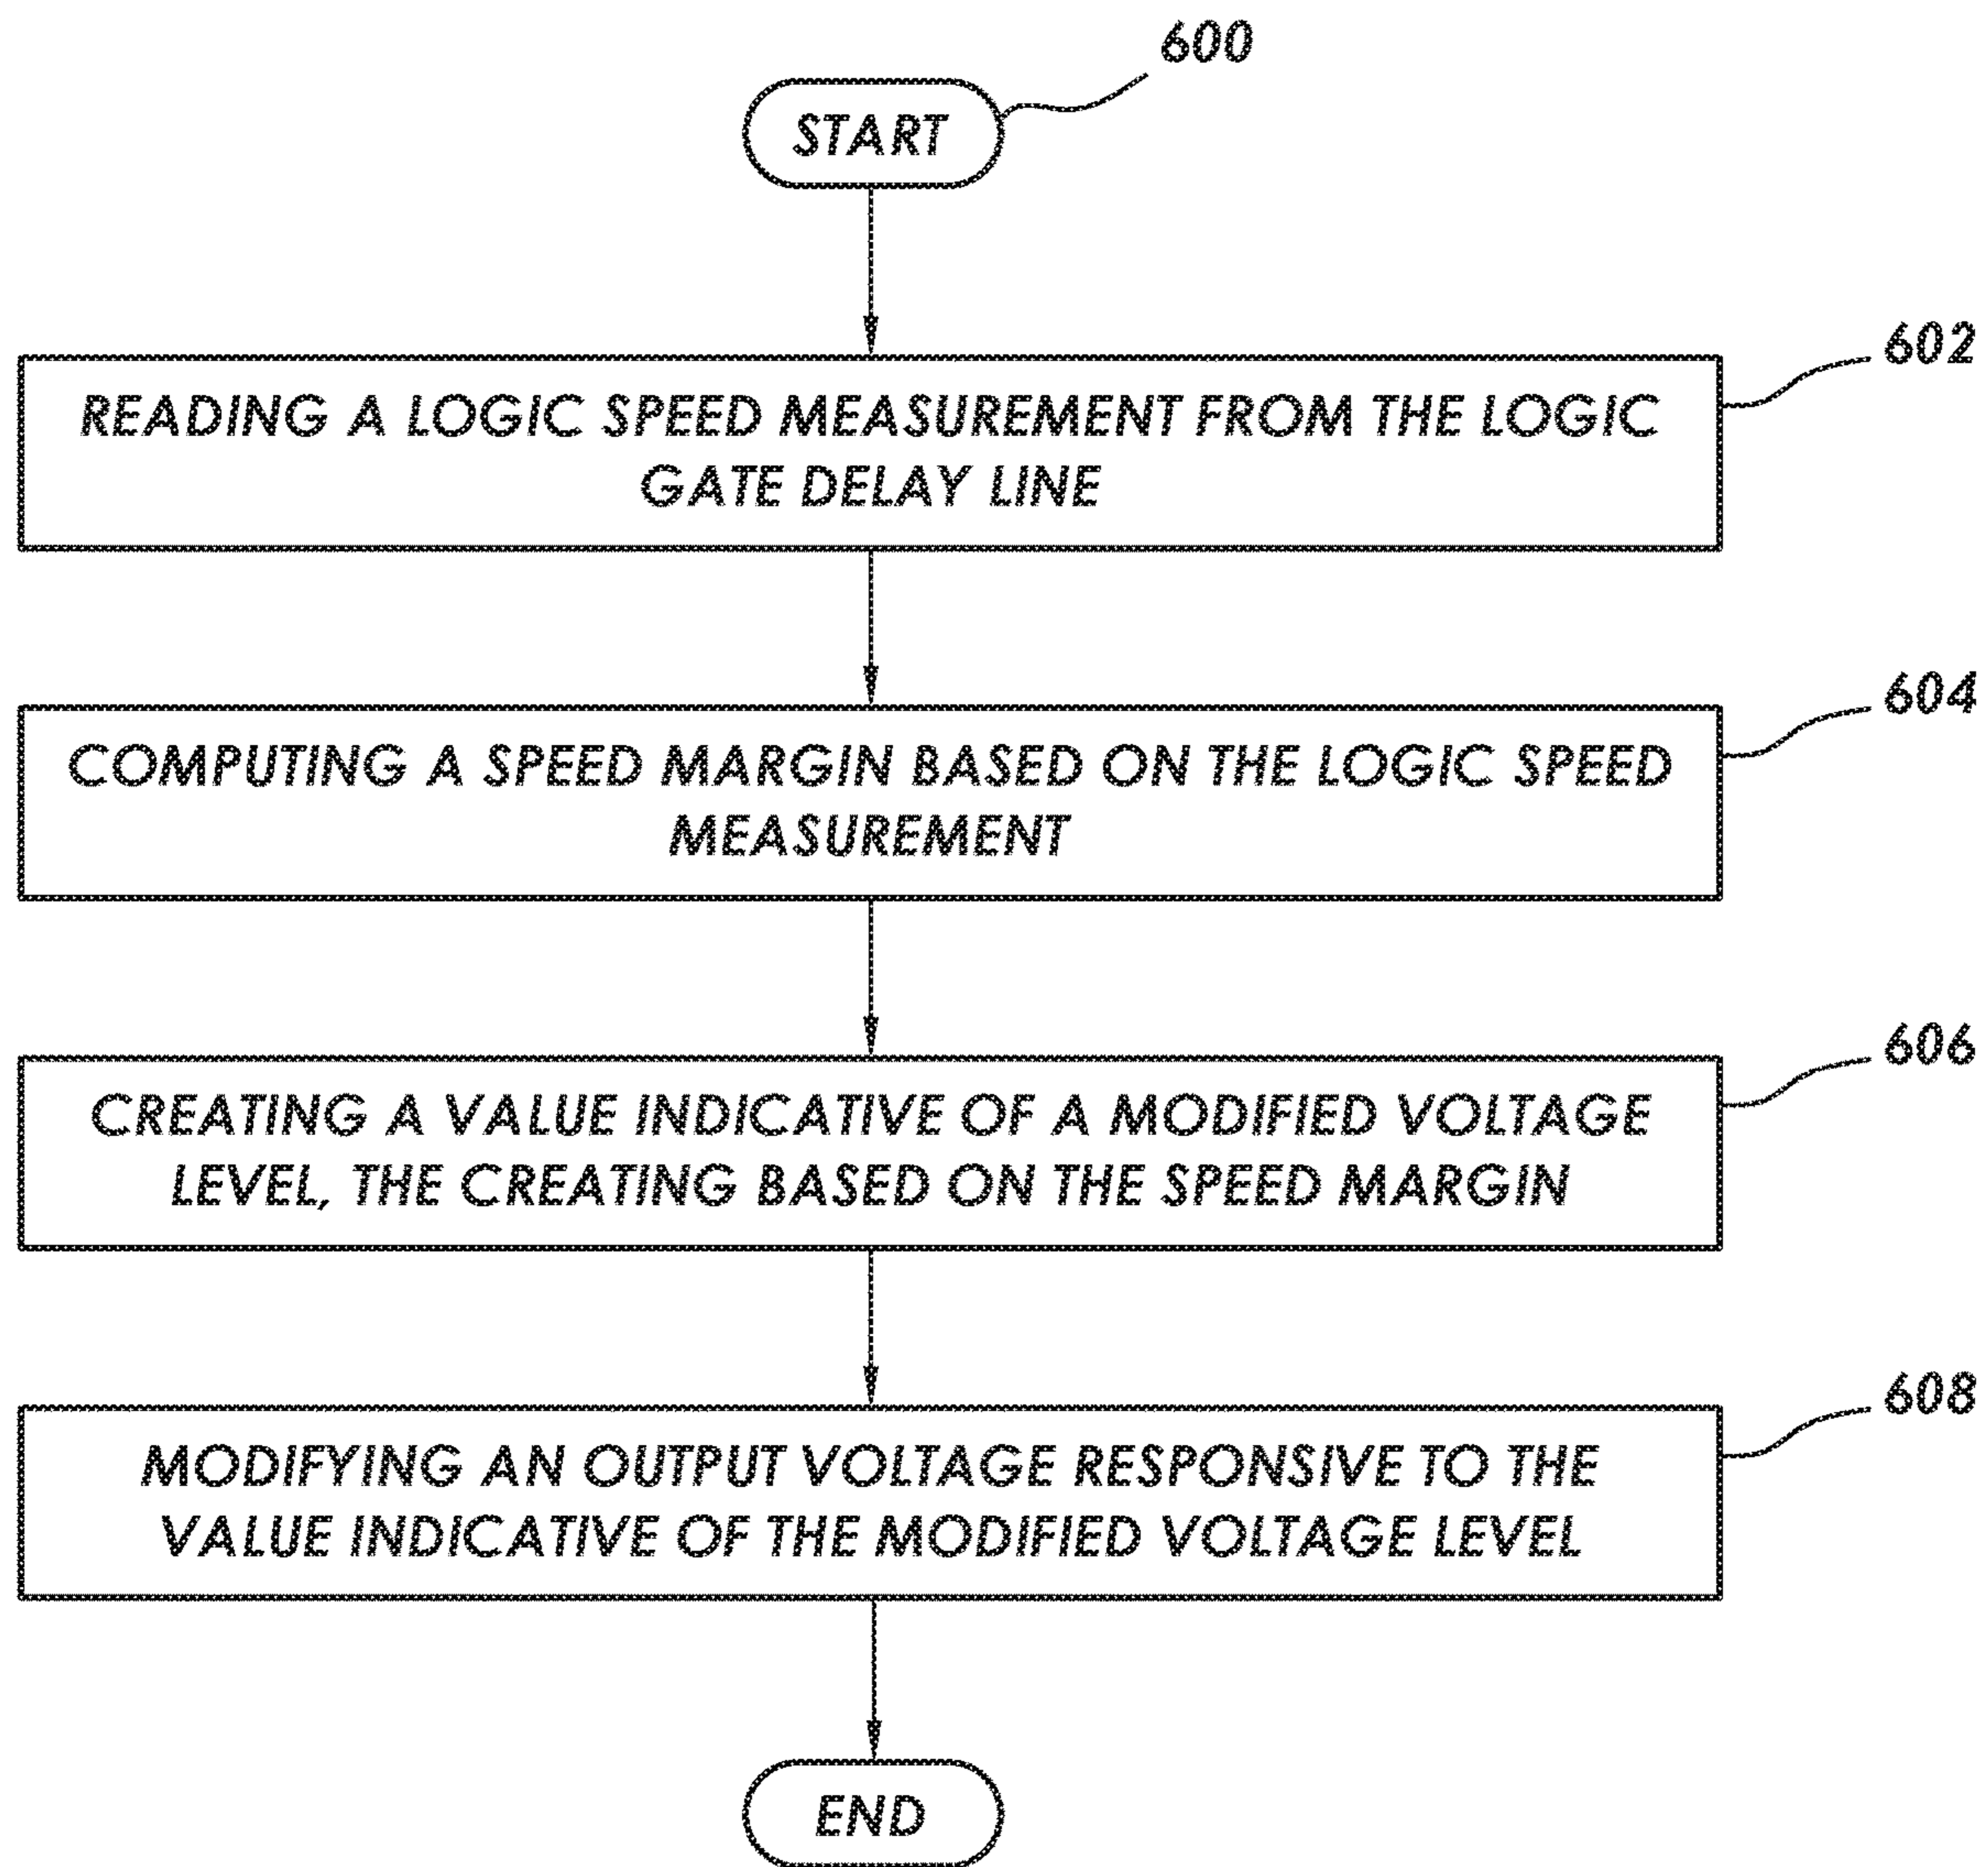 600
START
602
READING A LOGIC SPEED MEASUREMENT FROM THE LOGIC
GATE DELAY LINE
604
COMPUTING A SPEED MARGIN BASED ON THE LOGIC SPEED
MEASUREMENT
606
CREATING A VALUE INDICATIVE OF A MODIFIED VOLTAGE
LEVEL, THE CREATING BASED ON THE SPEED MARGIN
608
MODIFYING AN OUTPUT VOLTAGE RESPONSIVE TO THE
VALUE INDICATIVE OF THE MODIFIED VOLTAGE LEVEL
END